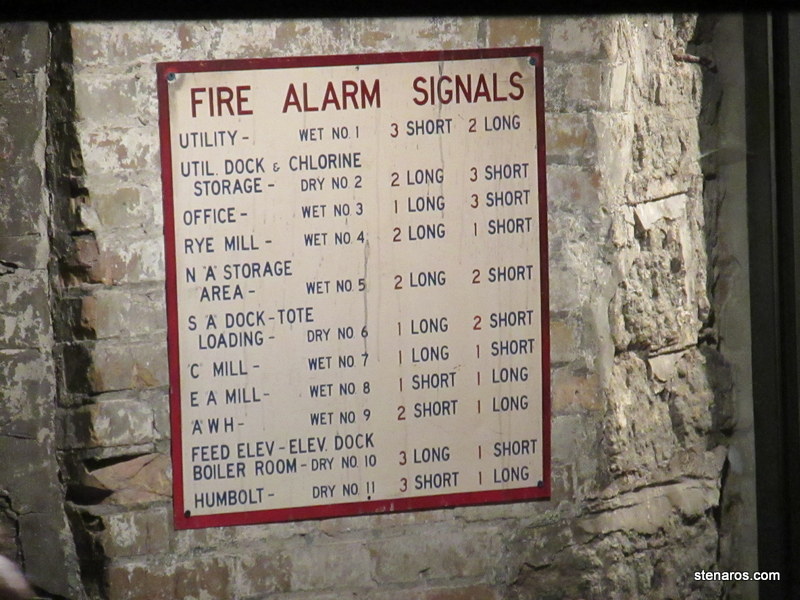 FIRE ALARM SIGNALS
UTILITY - WET NO. 1 3 SHORT 2 LONG
UTIL. DOCK & CHLORINE
STORAGE - DRY NO. 2 2 LONG 3 SHORT
OFFICE - WET NO. 3 1 LONG 3 SHORT
RYE MILL - WET NO. 4 2 LONG 1 SHORT
N "A" STORAGE
AREA - WET NO. 5 2 LONG 2 SHORT
S "A" DOCK - TOTE
LOADING - DRY NO. 6 1 LONG 2 SHORT
"C" MILL - WET NO. 7 1 LONG 1 SHORT
E "A" MILL - WET NO. 8 1 SHORT 1 LONG
"A" W H - WET NO. 9 2 SHORT 1 LONG
FEED ELEV - ELEV. DOCK
BOILER ROOM - DRY NO. 10 3 LONG 1 SHORT
HUMBOLT - DRY NO. 11 3 SHORT 1 LONG
stenaros.com